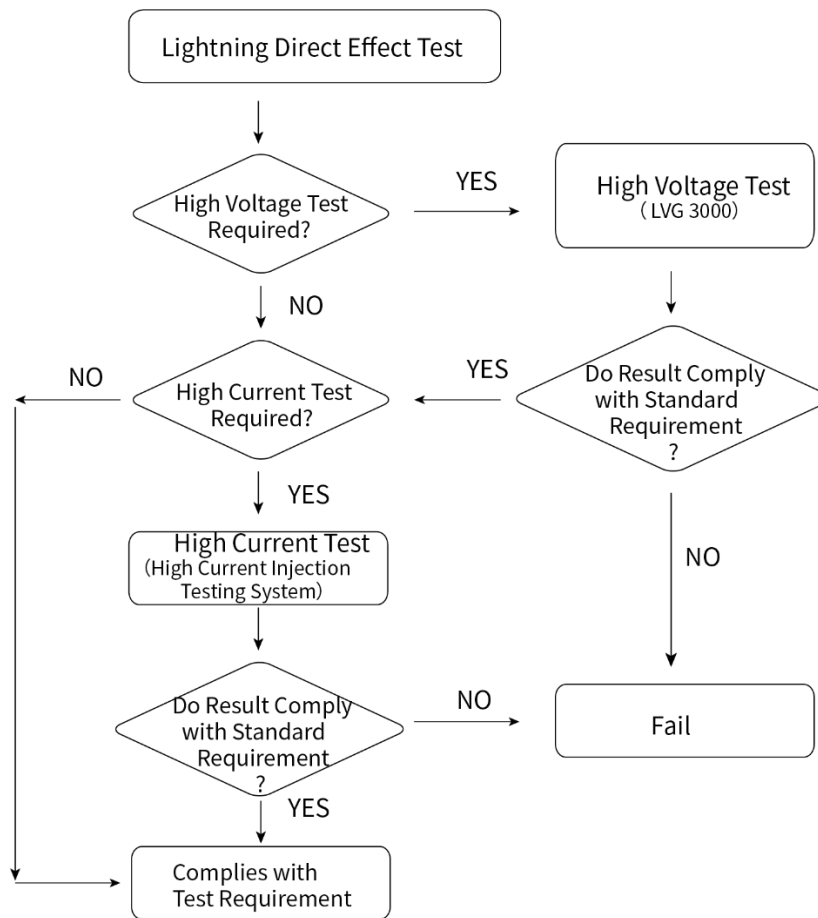 Lightning Direct Effect Test
High Voltage Test
Required?
YES
High Voltage Test
（ LVG 3000）
NO
Do Result Comply
with Standard
Requirement
?
YES
NO
High Current Test
Required?
NO
YES
High Current Test
（High Current Injection
Testing System）
Do Result Comply
with Standard
Requirement
?
NO
Fail
YES
Complies with
Test Requirement